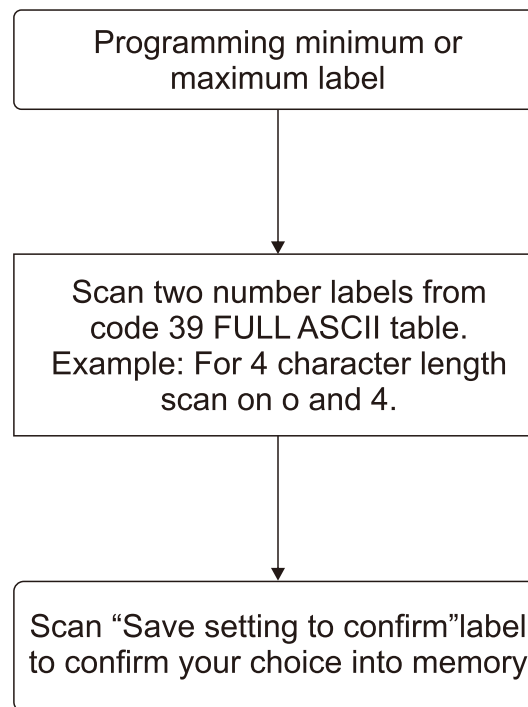 Programming minimum or
maximum label
Scan two number labels from
code 39 FULL ASCII table.
Example: For 4 character length
scan on o and 4.
Scan “Save setting to confirm”label
to confirm your choice into memory